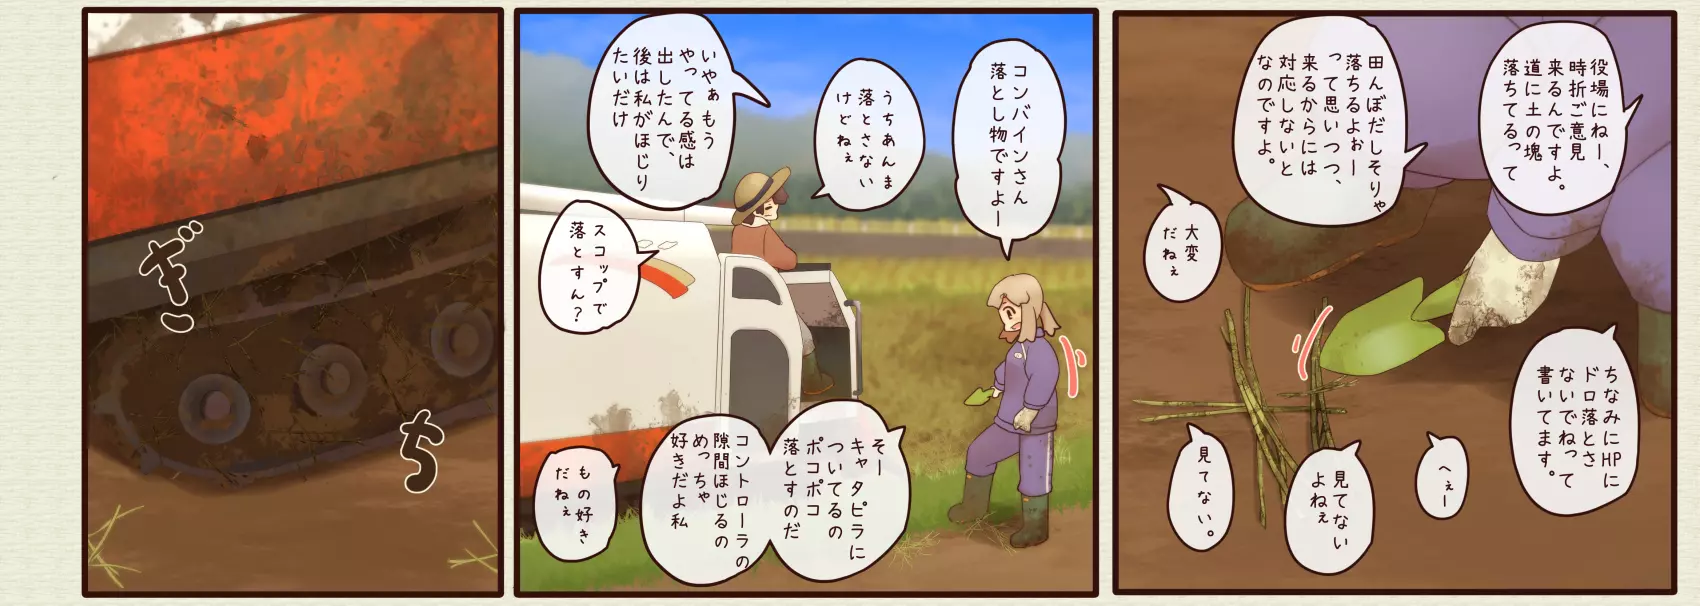 役場にねー、
時折ご意見
来るんですよ。
道に土の塊
落ちてるって
田んぼだしそりゃ
落ちるよぉー
って思いつつ、
来るからには
対応しないと
なのですよ。
大変
だねぇ
ちなみにHPに
ドロ落とさ
ないでねって
書いてます。
へぇー
見てない
よねぇ
見てない。
コンバインさん
落とし物ですよー
うちあんま
落とさない
けどねぇ
いやぁもう
やってる感は
出したんで、
後は私がほじり
たいだけ
スコップで
落とすん?
そー
キャタピラに
ついてるの
ポコポコ
落とすのだ
コントローラの
隙間ほじるの
めっちゃ
好きだよ私
もの好き
だねぇ
ぎこ
ち